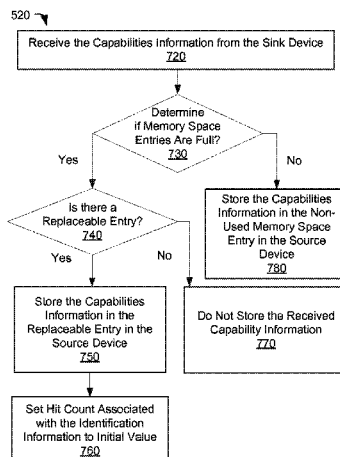 520
Receive the Capabilities Information from the Sink Device
720
Determine
if Memory Space
Entries Are Full?
730
Yes
No
Is there a
Replaceable Entry?
740
Store the Capabilities
Information in the Non-
Used Memory Space
Entry in the Source
Device
780
Yes
No
Store the Capabilities
Information in the
Replaceable Entry in the
Source Device
750
Do Not Store the Received
Capability Information
770
Set Hit Count Associated
with the Identification
Information to Initial Value
760